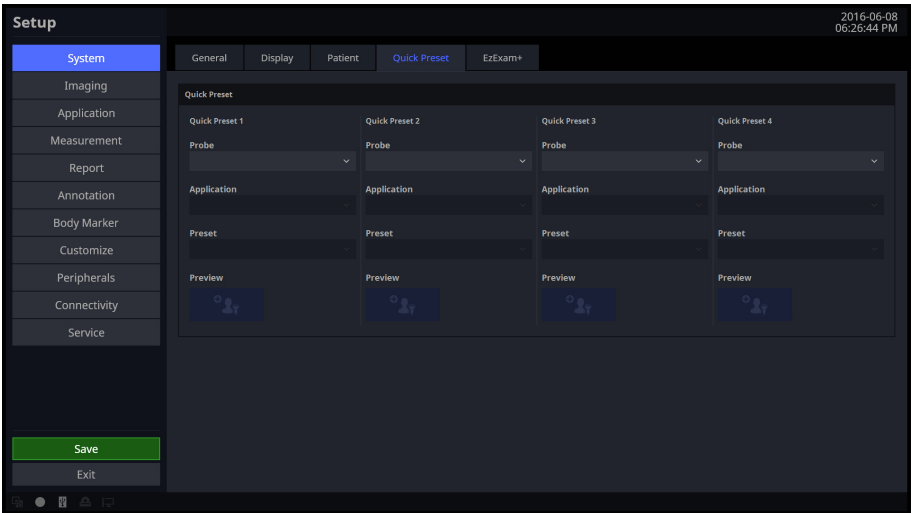 Setup
2016-06-08
06:26:44 PM
System
Imaging
Application
Measurement
Report
Annotation
Body Marker
Customize
Peripherals
Connectivity
Service
Save
Exit
General Display Patient Quick Preset EzExam+
Quick Preset
Quick Preset 1 Quick Preset 2 Quick Preset 3 Quick Preset 4
Probe Probe Probe Probe
Application Application Application Application
Preset Preset Preset Preset
Preview Preview Preview Preview